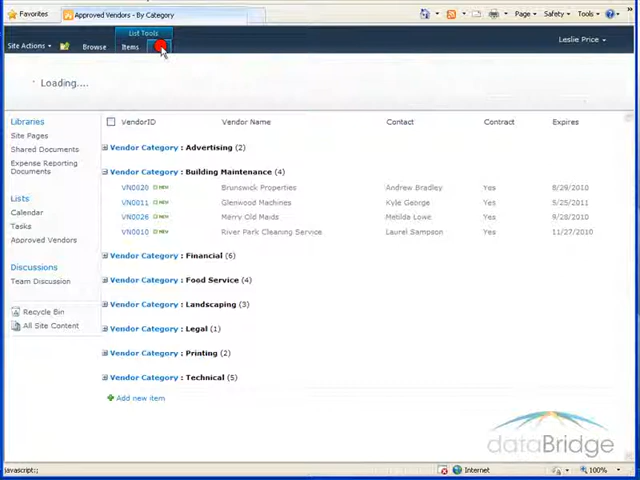 Favorites
Approved Vendors - By Category
Page
Safety
Tools
Site Actions
Browse
List Tools
Items
Leslie Price
Loading....
Libraries
Site Pages
Shared Documents
Expense Reporting
Documents
Lists
Calendar
Tasks
Approved Vendors
Discussions
Team Discussion
Recycle Bin
All Site Content
VendorID Vendor Name Contact Contract Expires
Vendor Category : Advertising (2)
Vendor Category : Building Maintenance (4)
VN0020 NEW Brunswick Properties Andrew Bradley Yes 8/29/2010
VN0011 NEW Glenwood Machines Kyle George Yes 5/25/2011
VN0026 NEW Merry Old Maids Metilda Lowe Yes 9/28/2010
VN0010 NEW River Park Cleaning Service Laurel Sampson Yes 11/27/2010
Vendor Category : Financial (6)
Vendor Category : Food Service (4)
Vendor Category : Landscaping (3)
Vendor Category : Legal (1)
Vendor Category : Printing (2)
Vendor Category : Technical (5)
Add new item
dataBridge
javascript:;
Internet
100%